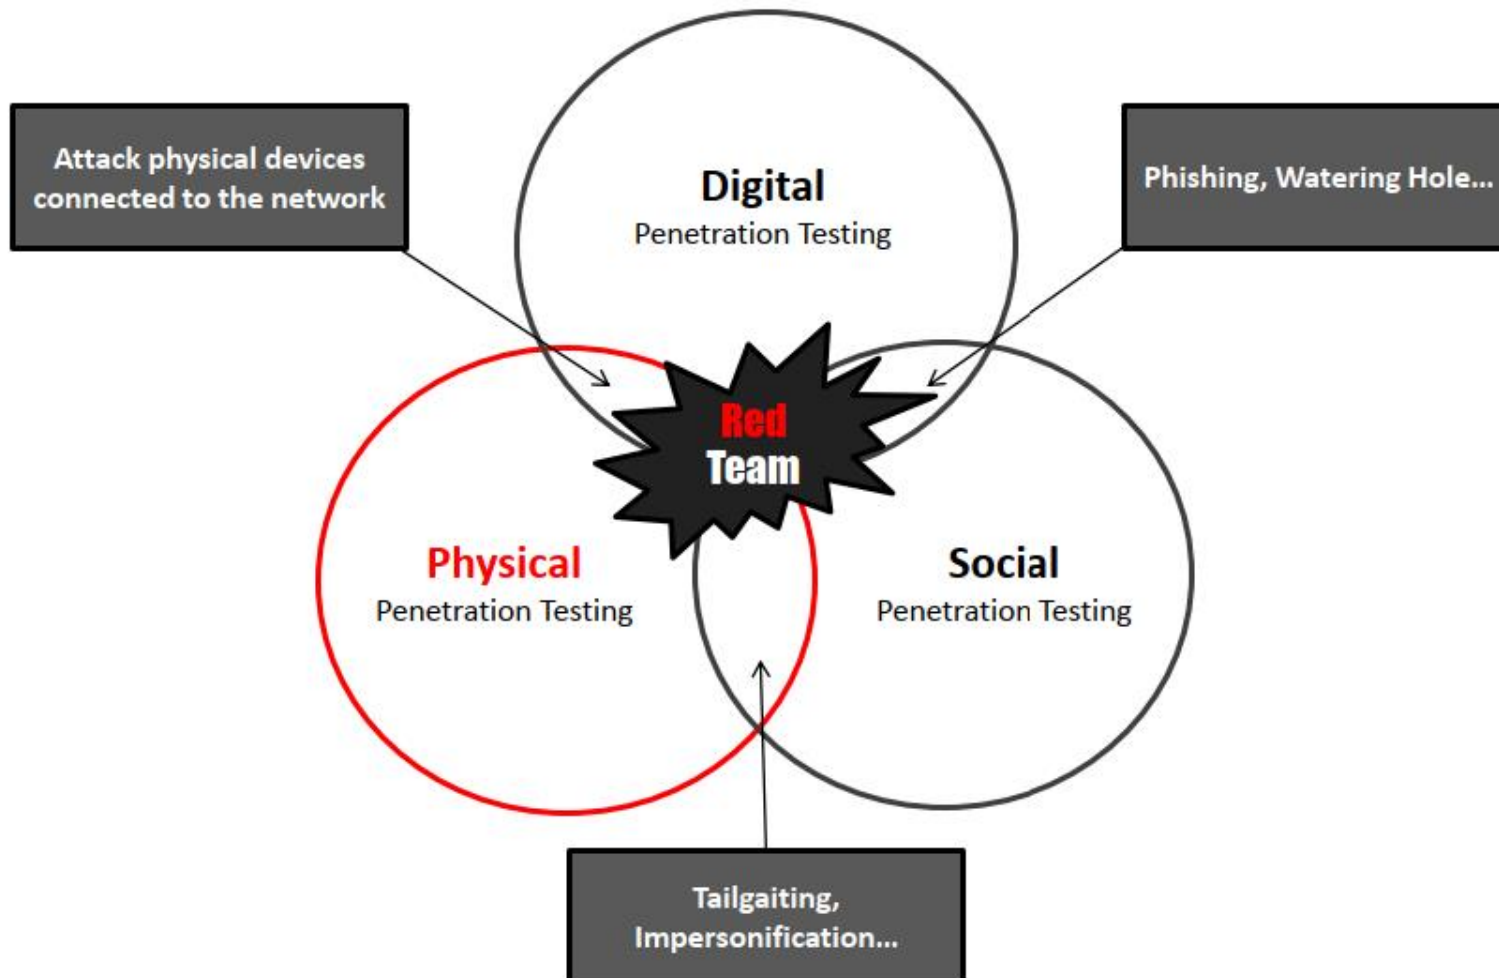 Attack physical devices
connected to the network
Digital
Penetration Testing
Phishing, Watering Hole...
Red
Team
Physical
Penetration Testing
Social
Penetration Testing
Tailgaiting,
Impersonification...